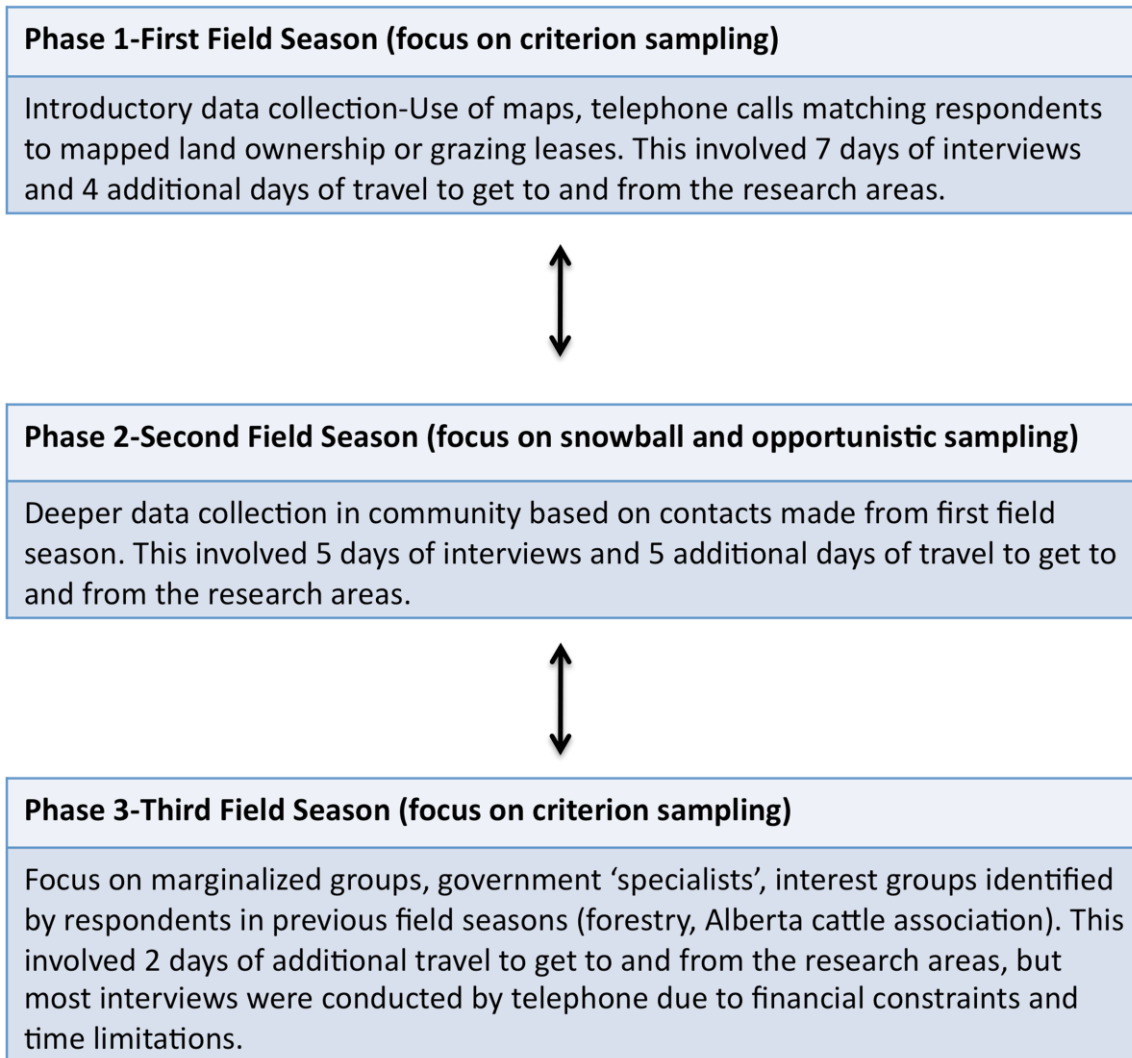 Phase 1-First Field Season (focus on criterion sampling)
Introductory data collection-Use of maps, telephone calls matching respondents
to mapped land ownership or grazing leases. This involved 7 days of interviews
and 4 additional days of travel to get to and from the research areas.
Phase 2-Second Field Season (focus on snowball and opportunistic sampling)
Deeper data collection in community based on contacts made from first field
season. This involved 5 days of interviews and 5 additional days of travel to get to
and from the research areas.
Phase 3-Third Field Season (focus on criterion sampling)
Focus on marginalized groups, government ‘specialists’, interest groups identified
by respondents in previous field seasons (forestry, Alberta cattle association). This
involved 2 days of additional travel to get to and from the research areas, but
most interviews were conducted by telephone due to financial constraints and
time limitations.